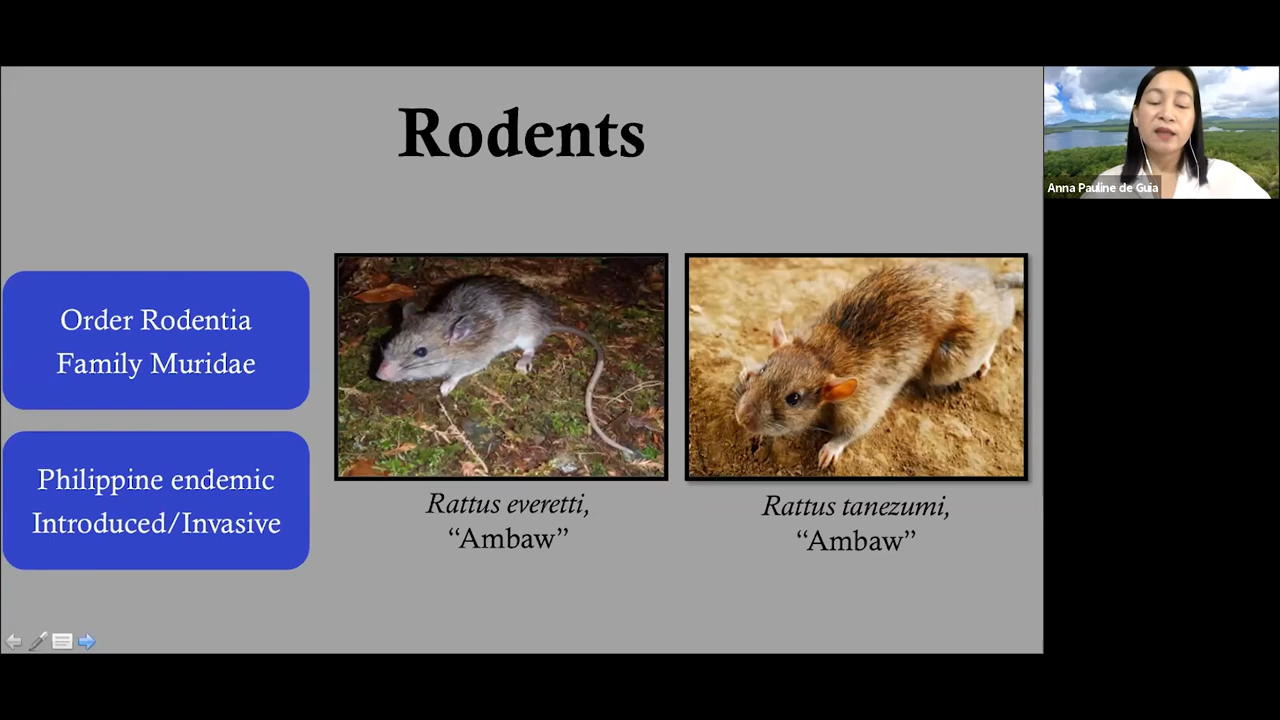 Rodents
Order Rodentia
Family Muridae
Philippine endemic
Introduced/Invasive
Rattus everetti,
“Ambaw”
Rattus tanezumi,
“Ambaw”
Anna Pauline de Guia